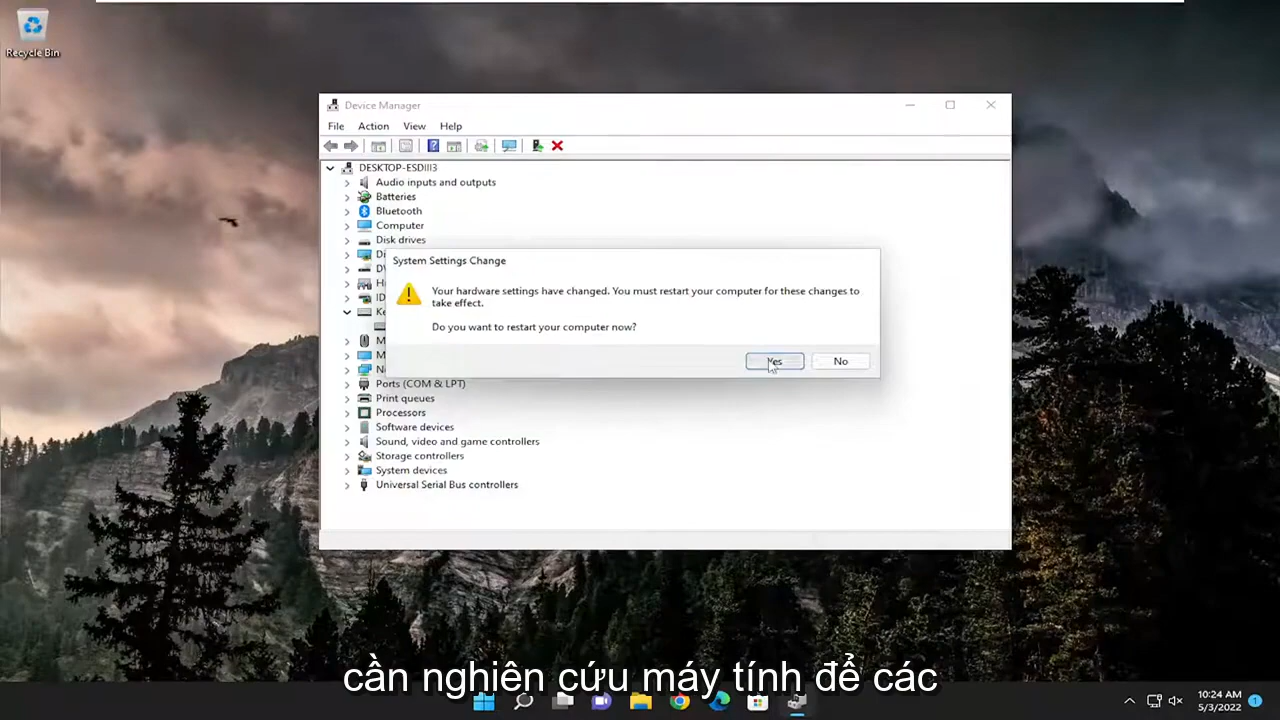 Recycle Bin
Device Manager
File Action View Help
DESKTOP-ESDIII3
Audio inputs and outputs
Batteries
Bluetooth
Computer
Disk drives
System Settings Change
Your hardware settings have changed. You must restart your computer for these changes to
take effect.
Do you want to restart your computer now?
Yes No
Ports (COM & LPT)
Print queues
Processors
Software devices
Sound, video and game controllers
Storage controllers
System devices
Universal Serial Bus controllers
cần nghiên cứu máy tính để các
10:24 AM
5/3/2022
1